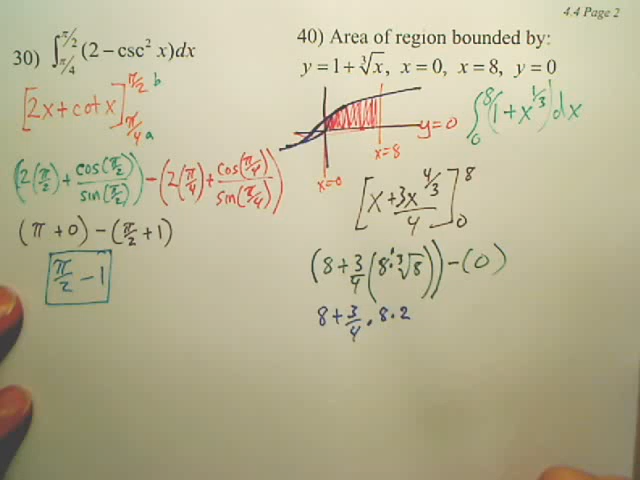 4.4 Page 2
30) ∫_{π/4}^{π/2} (2 − csc² x)dx
[2x + cot x]_{π/4 a}^{π/2 b}
(2(π/2) + cos(π/2)/sin(π/2)) − (2(π/4) + cos(π/4)/sin(π/4))
(π + 0) − (π/2 + 1)
π/2 − 1
40) Area of region bounded by:
y = 1 + ∛x, x = 0, x = 8, y = 0
y=0
x=8
x=0
∫_0^8 (1 + x^{1/3}) dx
[x + 3x^{4/3}/4]_0^8
(8 + 3/4 (8 · ∛8)) − (0)
8 + 3/4 · 8 · 2